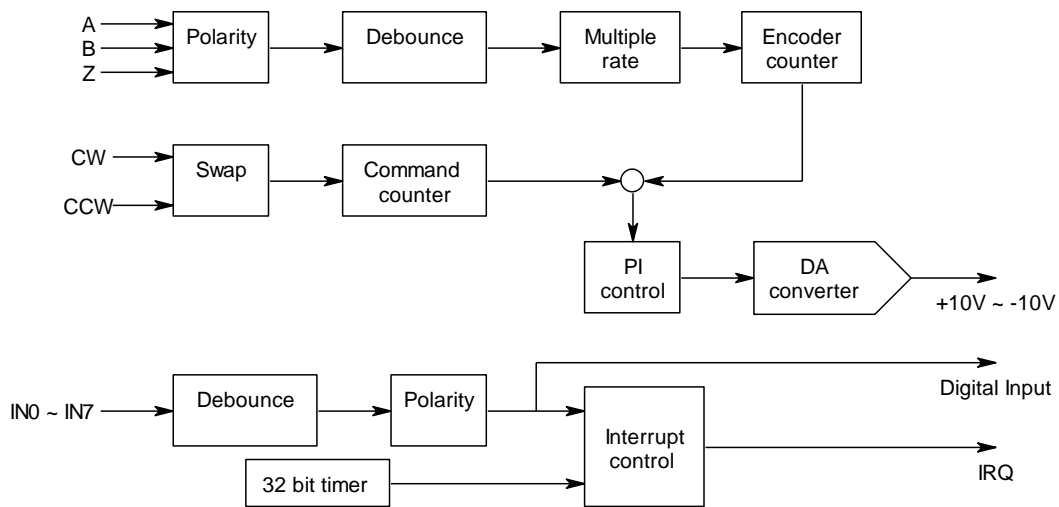 A
B
Z
Polarity
Debounce
Multiple
rate
Encoder
counter
CW
CCW
Swap
Command
counter
PI
control
DA
converter
+10V ~ -10V
IN0 ~ IN7
Debounce
Polarity
Digital Input
Interrupt
control
32 bit timer
IRQ